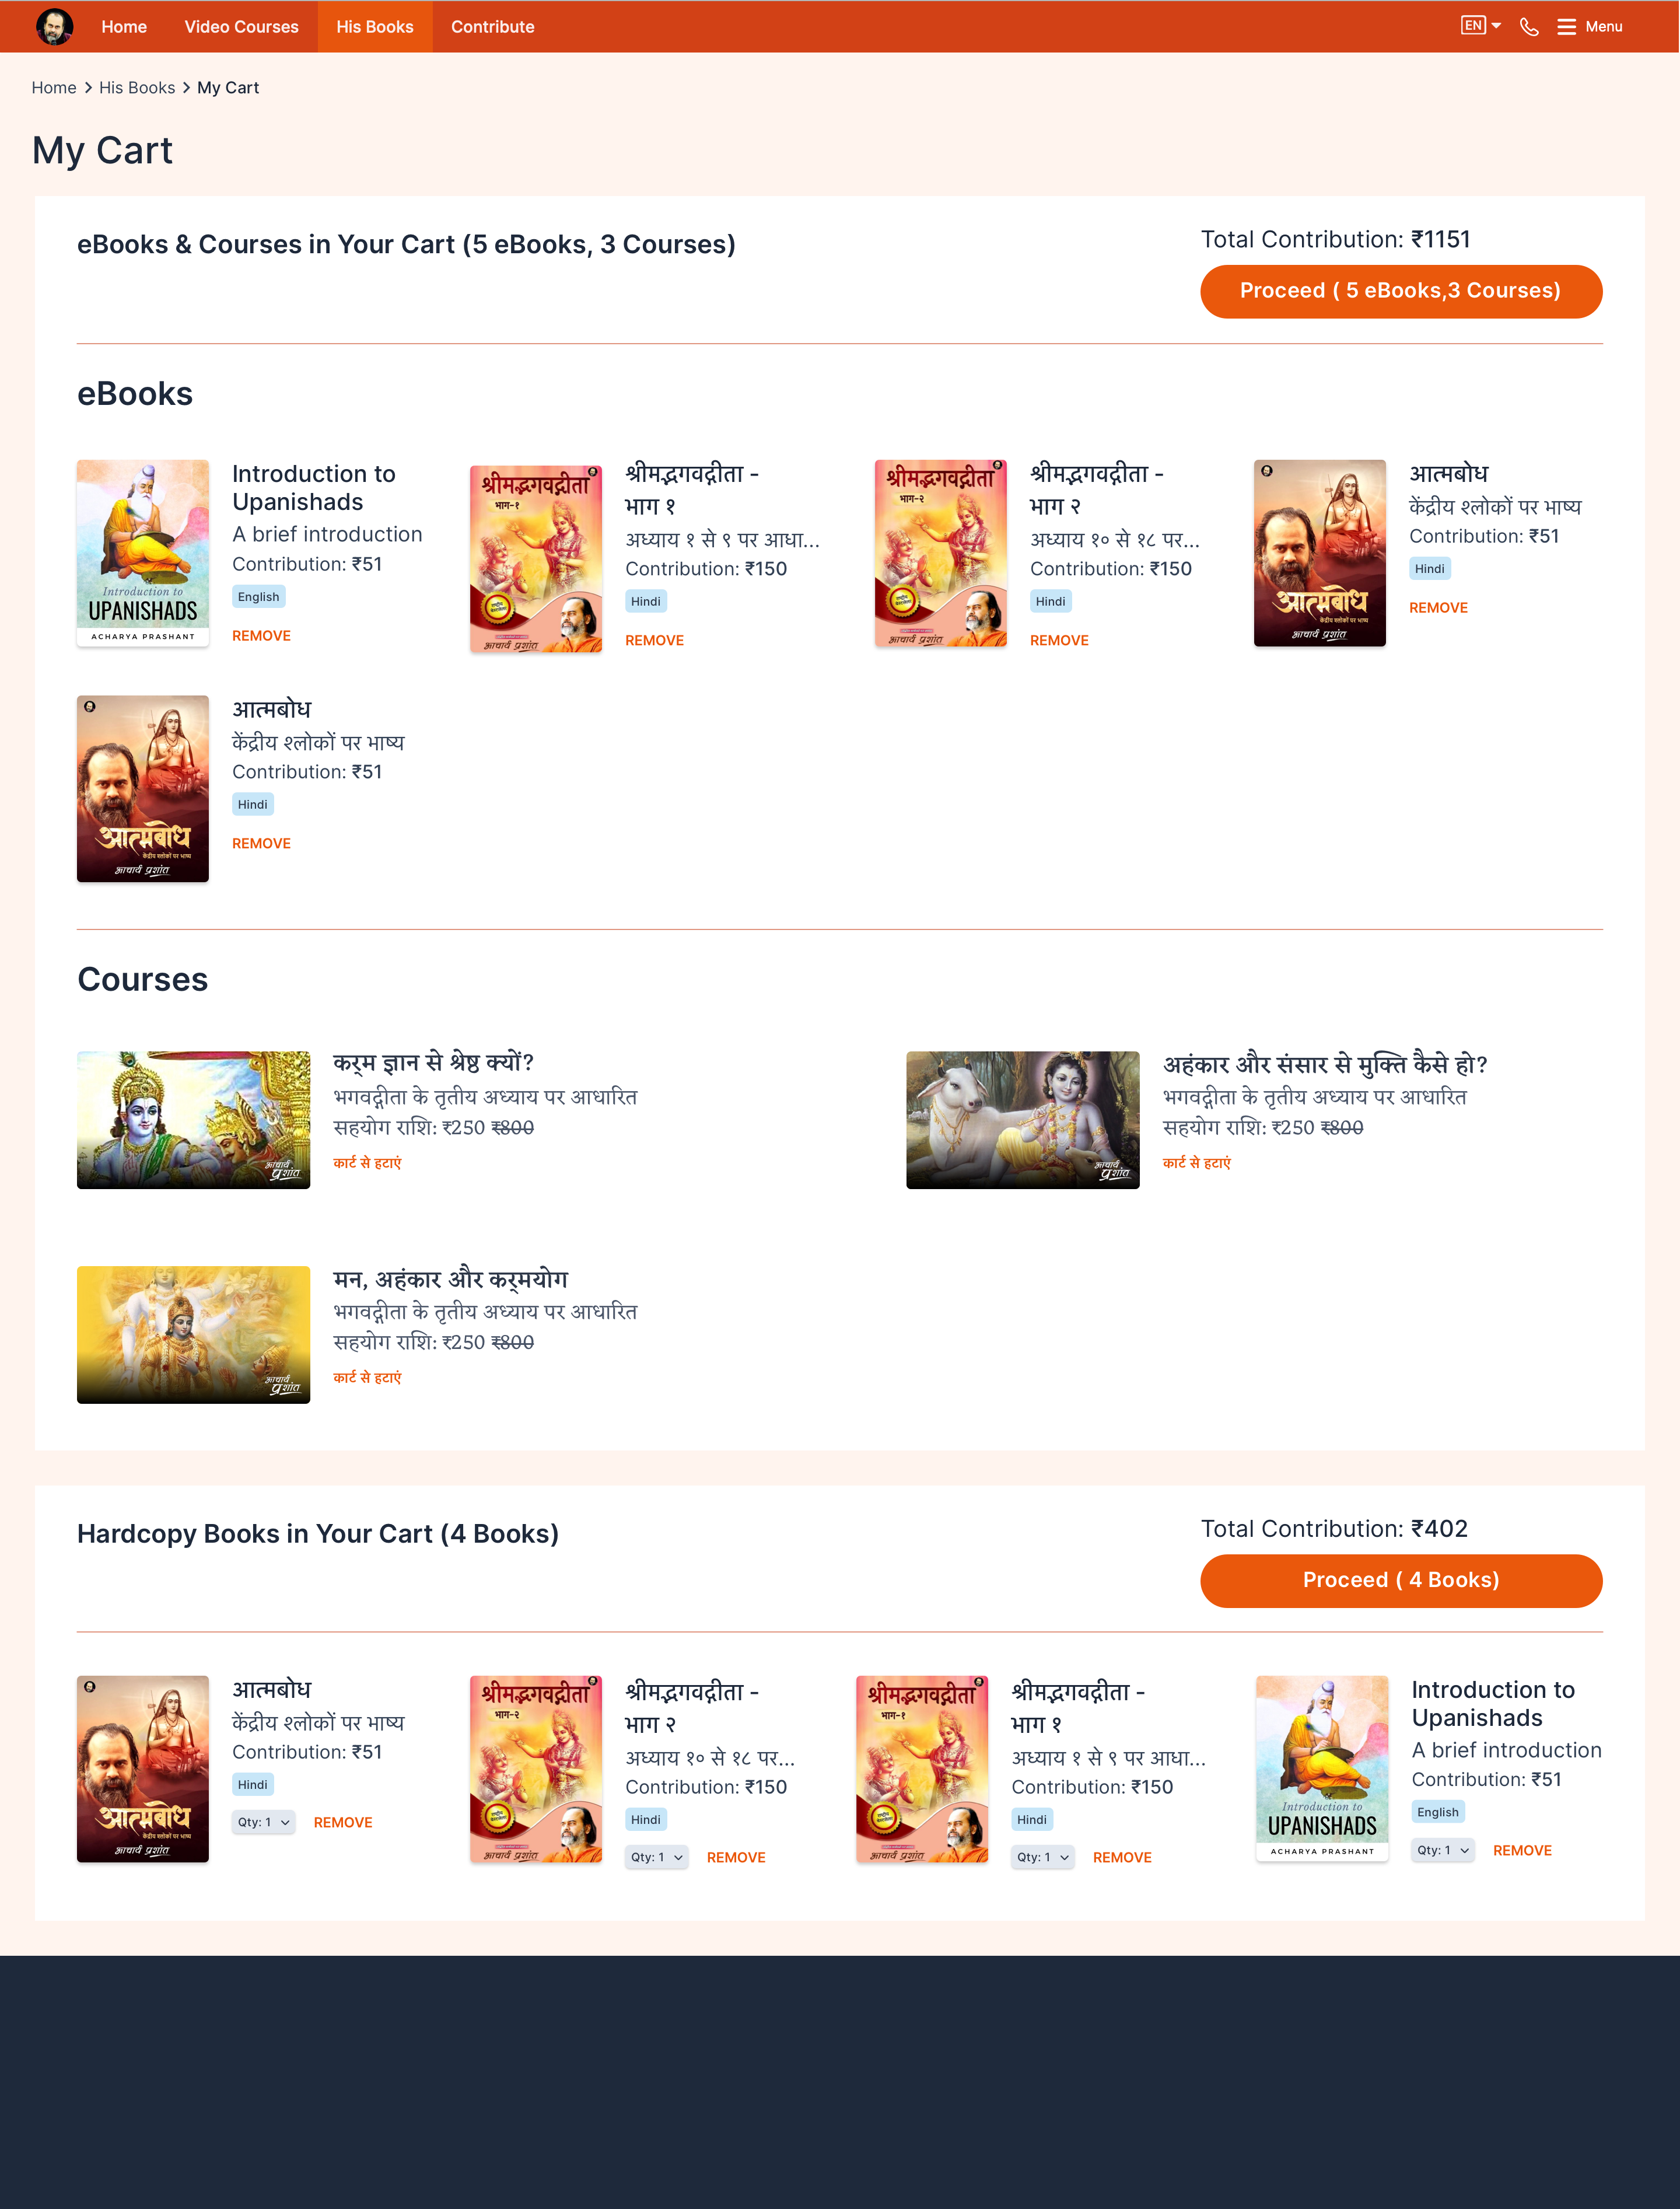 Home Video Courses His Books Contribute EN Menu
Home > His Books > My Cart
My Cart
eBooks & Courses in Your Cart (5 eBooks, 3 Courses)
Total Contribution: ₹1151
Proceed ( 5 eBooks,3 Courses)
eBooks
Introduction to
UPANISHADS
ACHARYA PRASHANT
Introduction to
Upanishads
A brief introduction
Contribution: ₹51
English
REMOVE
श्रीमद्भगवद्गीता
भाग-१
आचार्य प्रशांत
श्रीमद्भगवद्गीता -
भाग १
अध्याय १ से ९ पर आधा...
Contribution: ₹150
Hindi
REMOVE
श्रीमद्भगवद्गीता
भाग-२
आचार्य प्रशांत
श्रीमद्भगवद्गीता -
भाग २
अध्याय १० से १८ पर...
Contribution: ₹150
Hindi
REMOVE
आत्मबोध
केंद्रीय श्लोकों पर भाष्य
आचार्य प्रशांत
आत्मबोध
केंद्रीय श्लोकों पर भाष्य
Contribution: ₹51
Hindi
REMOVE
आत्मबोध
केंद्रीय श्लोकों पर भाष्य
आचार्य प्रशांत
आत्मबोध
केंद्रीय श्लोकों पर भाष्य
Contribution: ₹51
Hindi
REMOVE
Courses
आचार्य
प्रशांत
कर्म ज्ञान से श्रेष्ठ क्यों?
भगवद्गीता के तृतीय अध्याय पर आधारित
सहयोग राशि: ₹250 ₹800
कार्ट से हटाएं
आचार्य
प्रशांत
अहंकार और संसार से मुक्ति कैसे हो?
भगवद्गीता के तृतीय अध्याय पर आधारित
सहयोग राशि: ₹250 ₹800
कार्ट से हटाएं
आचार्य
प्रशांत
मन, अहंकार और कर्मयोग
भगवद्गीता के तृतीय अध्याय पर आधारित
सहयोग राशि: ₹250 ₹800
कार्ट से हटाएं
Hardcopy Books in Your Cart (4 Books)
Total Contribution: ₹402
Proceed ( 4 Books)
आत्मबोध
केंद्रीय श्लोकों पर भाष्य
आचार्य प्रशांत
आत्मबोध
केंद्रीय श्लोकों पर भाष्य
Contribution: ₹51
Hindi
Qty: 1 REMOVE
श्रीमद्भगवद्गीता
भाग-२
आचार्य प्रशांत
श्रीमद्भगवद्गीता -
भाग २
अध्याय १० से १८ पर...
Contribution: ₹150
Hindi
Qty: 1 REMOVE
श्रीमद्भगवद्गीता
भाग-१
आचार्य प्रशांत
श्रीमद्भगवद्गीता -
भाग १
अध्याय १ से ९ पर आधा...
Contribution: ₹150
Hindi
Qty: 1 REMOVE
Introduction to
UPANISHADS
ACHARYA PRASHANT
Introduction to
Upanishads
A brief introduction
Contribution: ₹51
English
Qty: 1 REMOVE